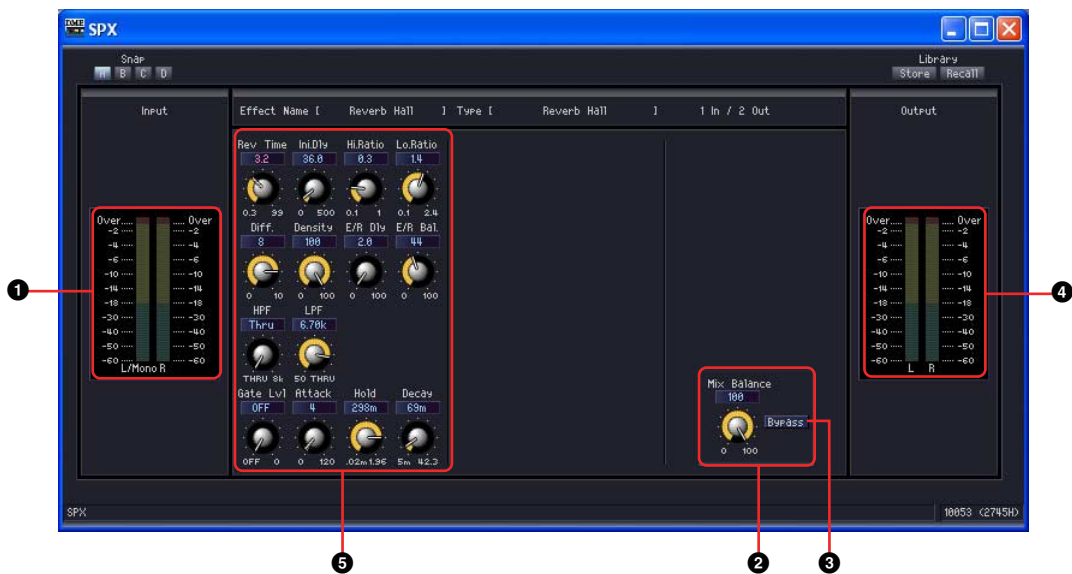 DME SPX
Snap
A B C D
Library
Store Recall
Input
Effect Name [ Reverb Hall ] Type [ Reverb Hall ] 1 In / 2 Out
Output
Rev Time Ini.Dly Hi.Ratio Lo.Ratio
3.2 36.0 0.3 1.4
0.3 99 0 500 0.1 1 0.1 2.4
Diff. Density E/R Dly E/R Bal.
8 100 2.0 44
0 10 0 100 0 100 0 100
HPF LPF
Thru 6.70k
THRU 8k 50 THRU
Gate Lvl Attack Hold Decay
OFF 4 298m 69m
OFF 0 0 120 .02m 1.96 5m 42.3
Over Over
-2 -2
-4 -4
-6 -6
-10 -10
-14 -14
-18 -18
-30 -30
-40 -40
-50 -50
-60 -60
L/Mono R
Mix Balance
100
Bypass
0 100
Over Over
-2 -2
-4 -4
-6 -6
-10 -10
-14 -14
-18 -18
-30 -30
-40 -40
-50 -50
-60 -60
L R
SPX
10053 (2745H)
1
4
5
2
3